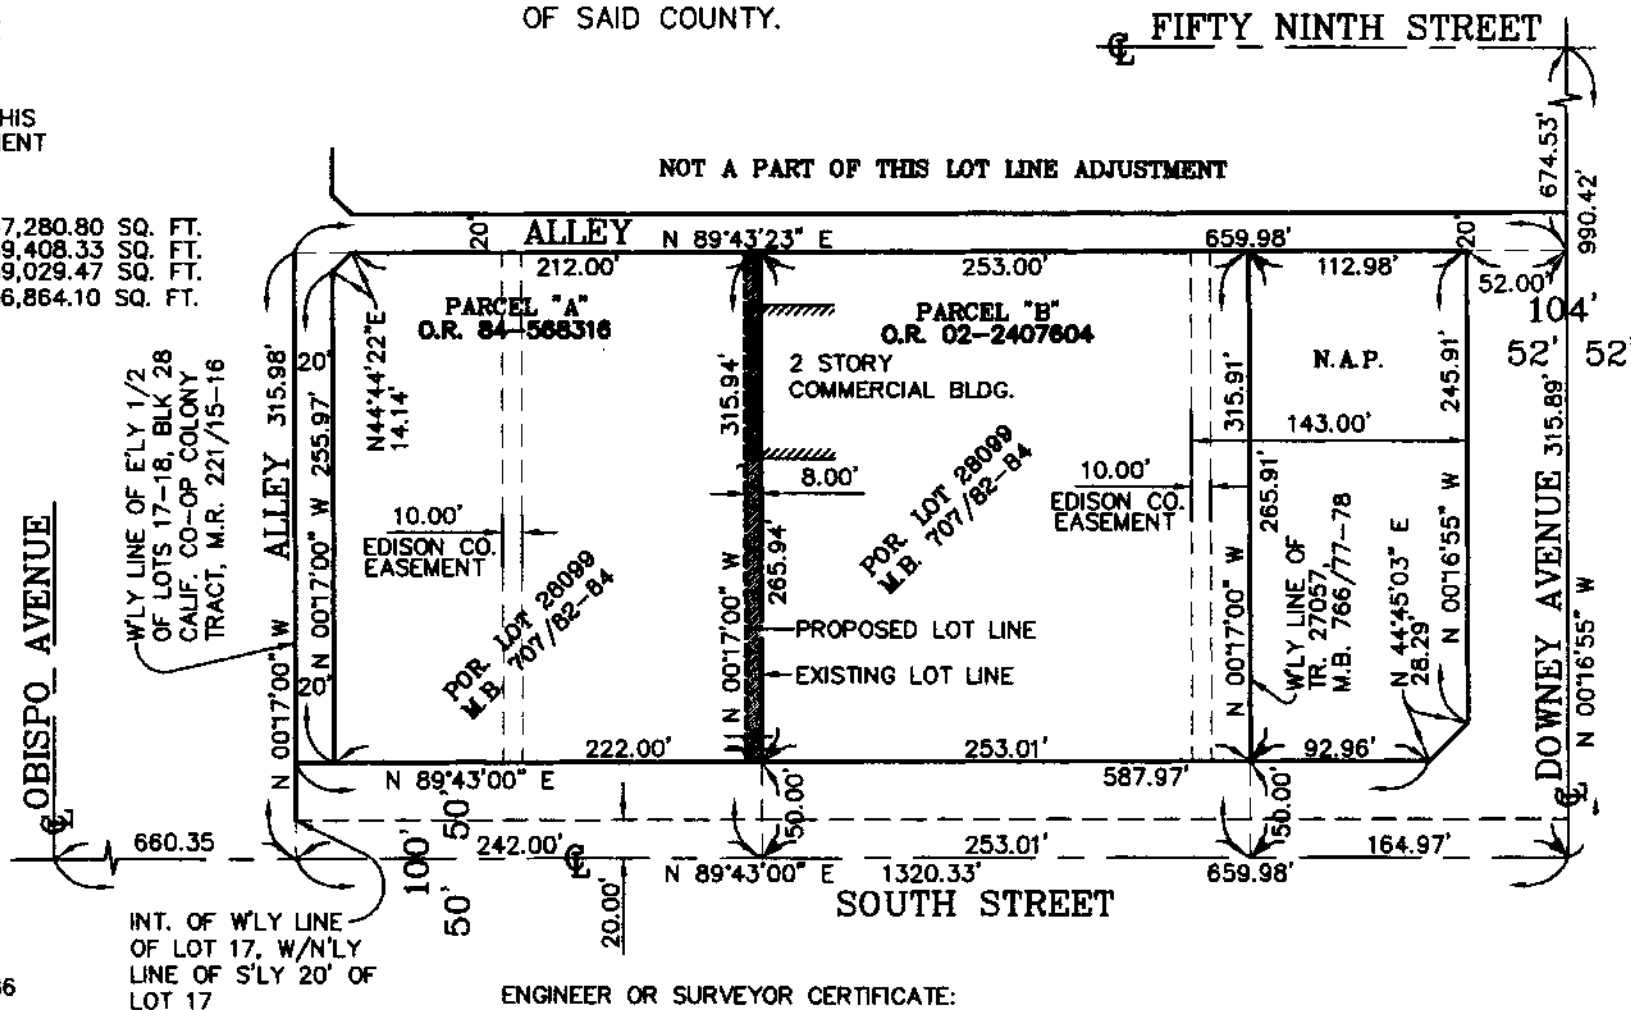 OF SAID COUNTY.
℄ FIFTY NINTH STREET
HIS
ENT
NOT A PART OF THIS LOT LINE ADJUSTMENT
674.53'
990.42'
7,280.80 SQ. FT.
9,408.33 SQ. FT.
9,029.47 SQ. FT.
6,864.10 SQ. FT.
20'
ALLEY
N 89°43'23" E
659.98'
20'
212.00'
253.00'
112.98'
52.00'
104'
52'
52'
PARCEL "A"
O.R. 84-568316
PARCEL "B"
O.R. 02-2407604
2 STORY
COMMERCIAL BLDG.
N.A.P.
143.00'
W'LY LINE OF E'LY 1/2
OF LOTS 17-18, BLK 28
CALIF. CO-OP COLONY
TRACT, M.R. 221/15-16
ALLEY
315.98'
N 00°17'00" W
20'
20'
N 00°17'00" W 255.97'
N44°44'22"E
14.14'
315.94'
N 00°17'00" W
265.94'
8.00'
10.00'
EDISON CO.
EASEMENT
10.00'
EDISON CO.
EASEMENT
POR. LOT 28099
M.B. 707/82-84
POR. LOT 28099
M.B. 707/82-84
PROPOSED LOT LINE
EXISTING LOT LINE
315.91'
265.91'
N 00°17'00" W
W'LY LINE OF
TR. 27057,
M.B. 766/77-78
N 44°45'03" E
28.29'
245.91'
N 00°16'55" W
DOWNEY AVENUE
℄
315.89'
N 00°16'55" W
OBISPO AVENUE
℄
222.00'
253.01'
92.96'
N 89°43'00" E
587.97'
50'
100'
50'
50.00'
50.00'
660.35
242.00'
℄
253.01'
164.97'
N 89°43'00" E
1320.33'
659.98'
SOUTH STREET
20.00'
INT. OF W'LY LINE
OF LOT 17, W/N'LY
LINE OF S'LY 20' OF
LOT 17
6
ENGINEER OR SURVEYOR CERTIFICATE: